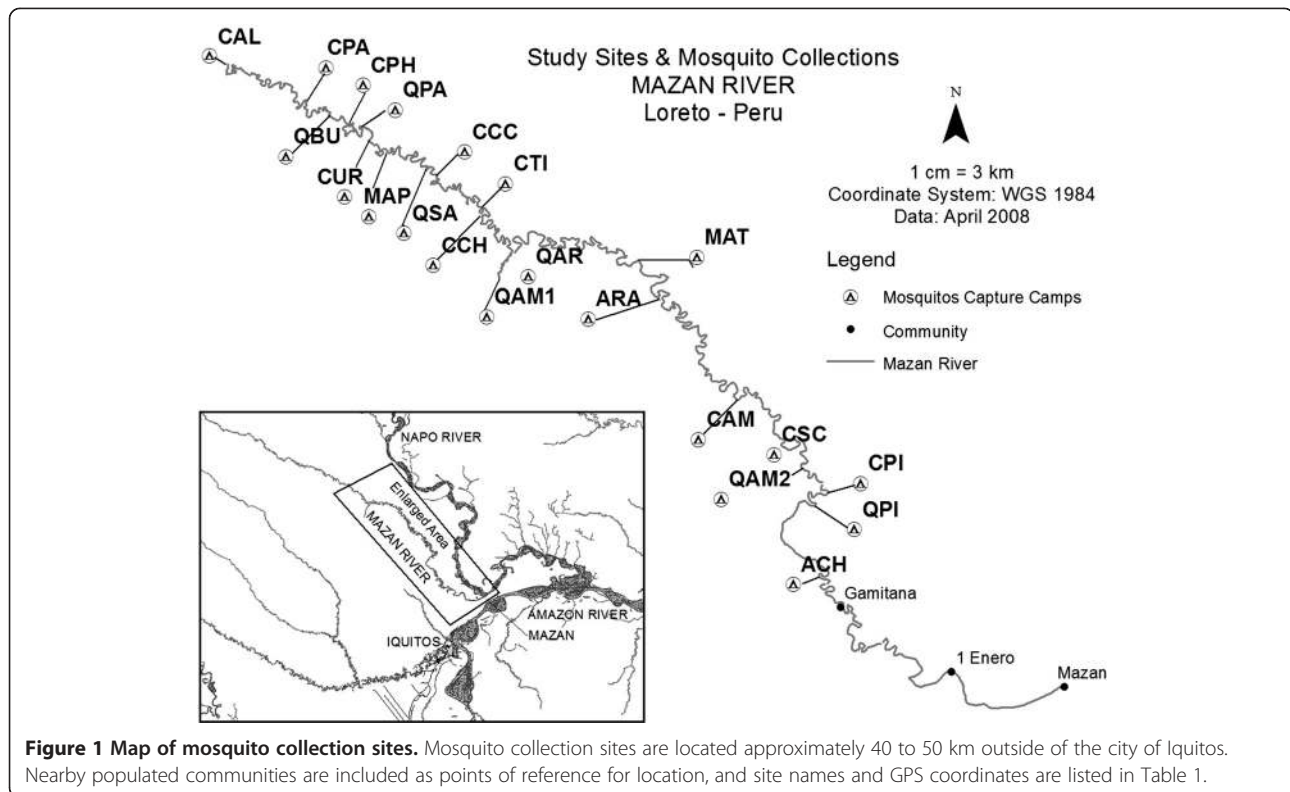 CAL
CPA
CPH
QPA
QBU
CUR
MAP
QSA
CCC
CTI
CCH
QAM1
QAR
ARA
MAT
CAM
CSC
QAM2
CPI
QPI
ACH
Gamitana
1 Enero
Mazan
Study Sites & Mosquito Collections
MAZAN RIVER
Loreto - Peru
N
1 cm = 3 km
Coordinate System: WGS 1984
Data: April 2008
Legend
Mosquitos Capture Camps
Community
Mazan River
NAPO RIVER
Enlarged Area
MAZAN RIVER
AMAZON RIVER
MAZAN
IQUITOS
Figure 1 Map of mosquito collection sites. Mosquito collection sites are located approximately 40 to 50 km outside of the city of Iquitos.
Nearby populated communities are included as points of reference for location, and site names and GPS coordinates are listed in Table 1.